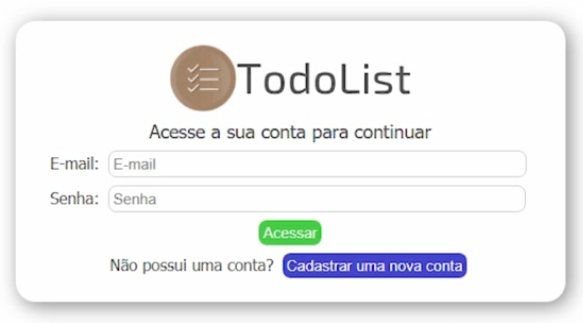 TodoList
Acesse a sua conta para continuar
E-mail: E-mail
Senha: Senha
Acessar
Não possui uma conta? Cadastrar uma nova conta